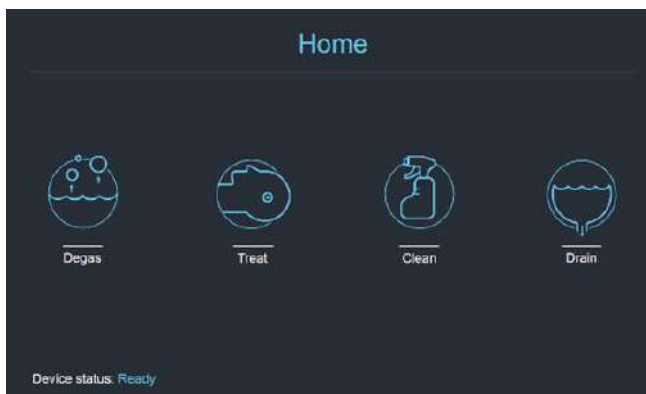 Home
Degas
Treat
Clean
Drain
Device status: Ready